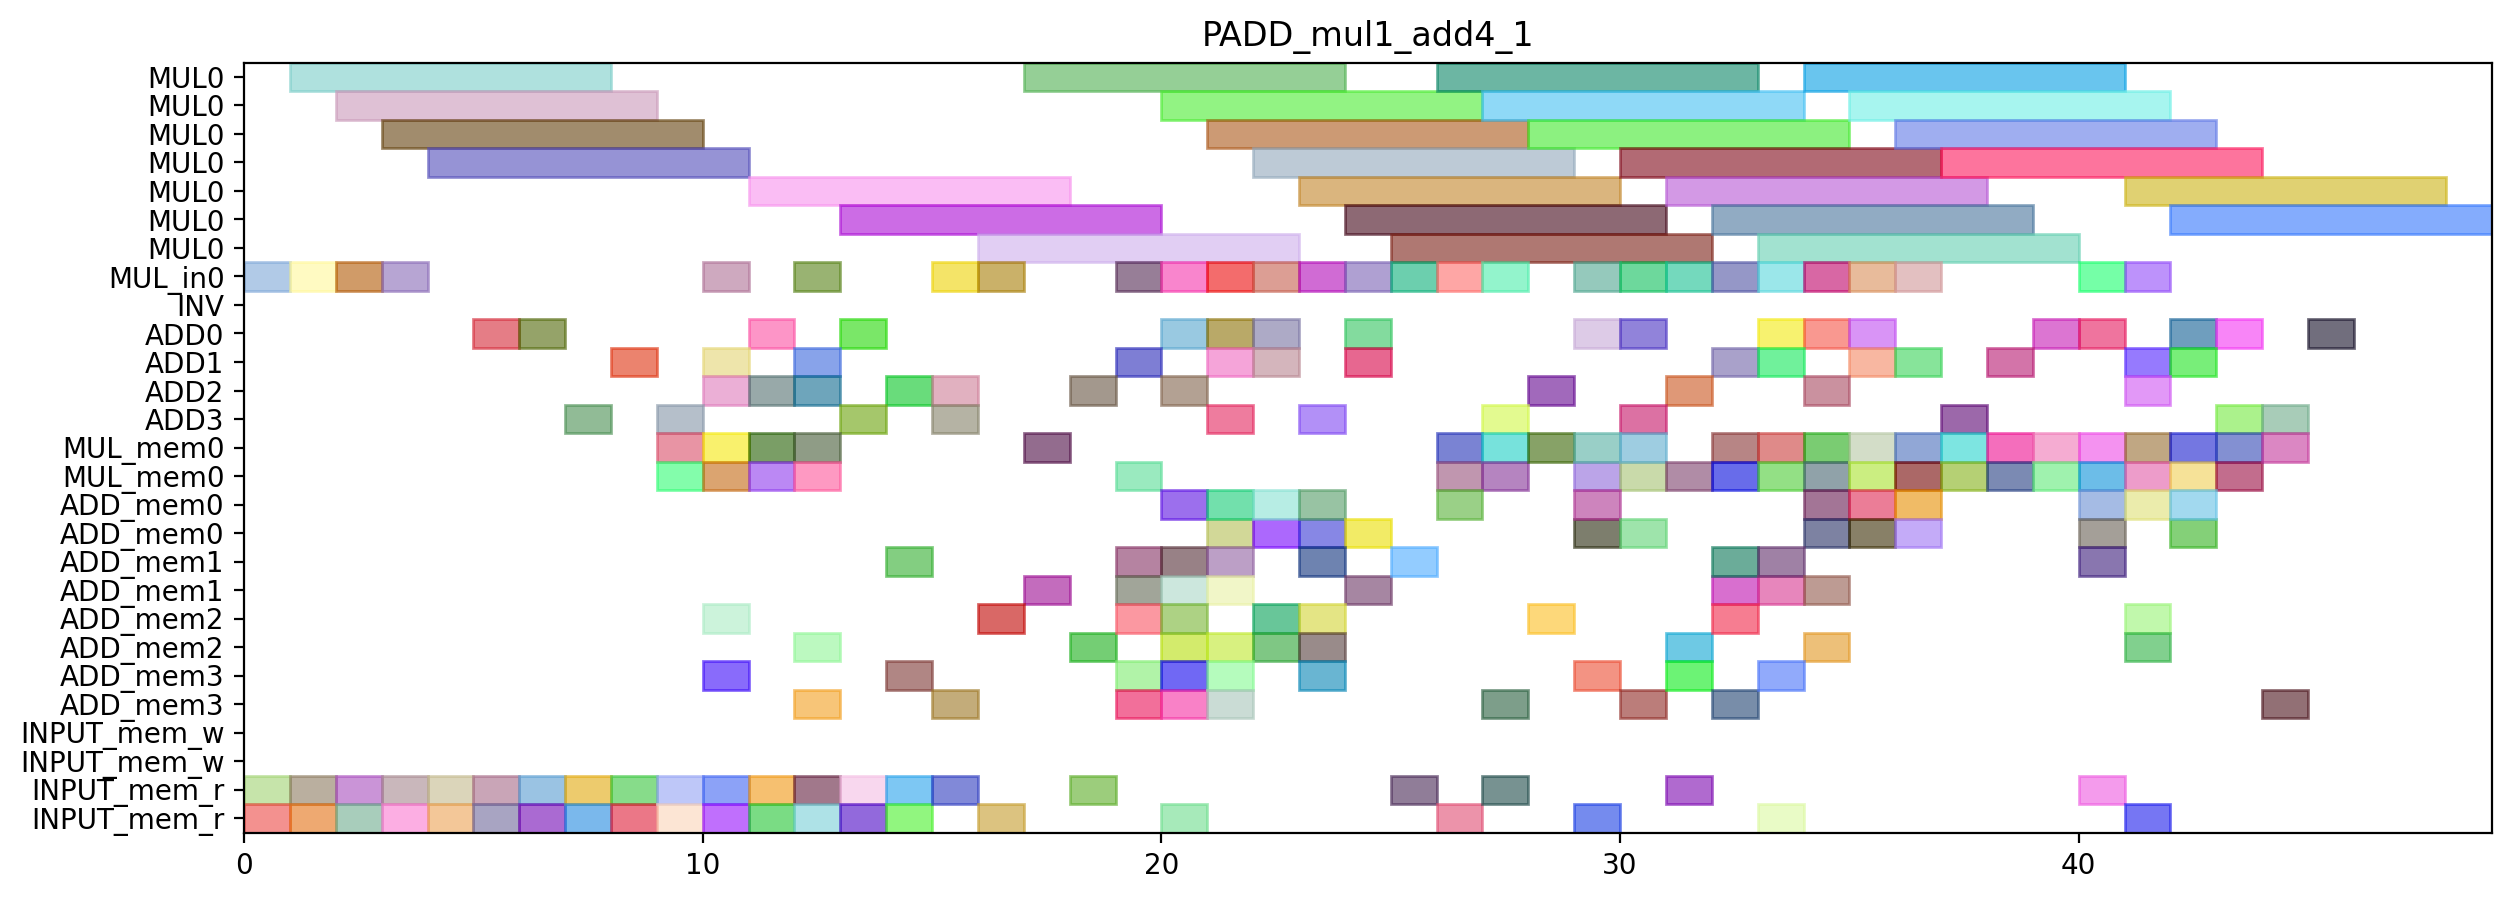 PADD_mul1_add4_1
MUL0
MUL0
MUL0
MUL0
MUL0
MUL0
MUL0
MUL_in0
INV
ADD0
ADD1
ADD2
ADD3
MUL_mem0
MUL_mem0
ADD_mem0
ADD_mem0
ADD_mem1
ADD_mem1
ADD_mem2
ADD_mem2
ADD_mem3
ADD_mem3
INPUT_mem_w
INPUT_mem_w
INPUT_mem_r
INPUT_mem_r
0 10 20 30 40